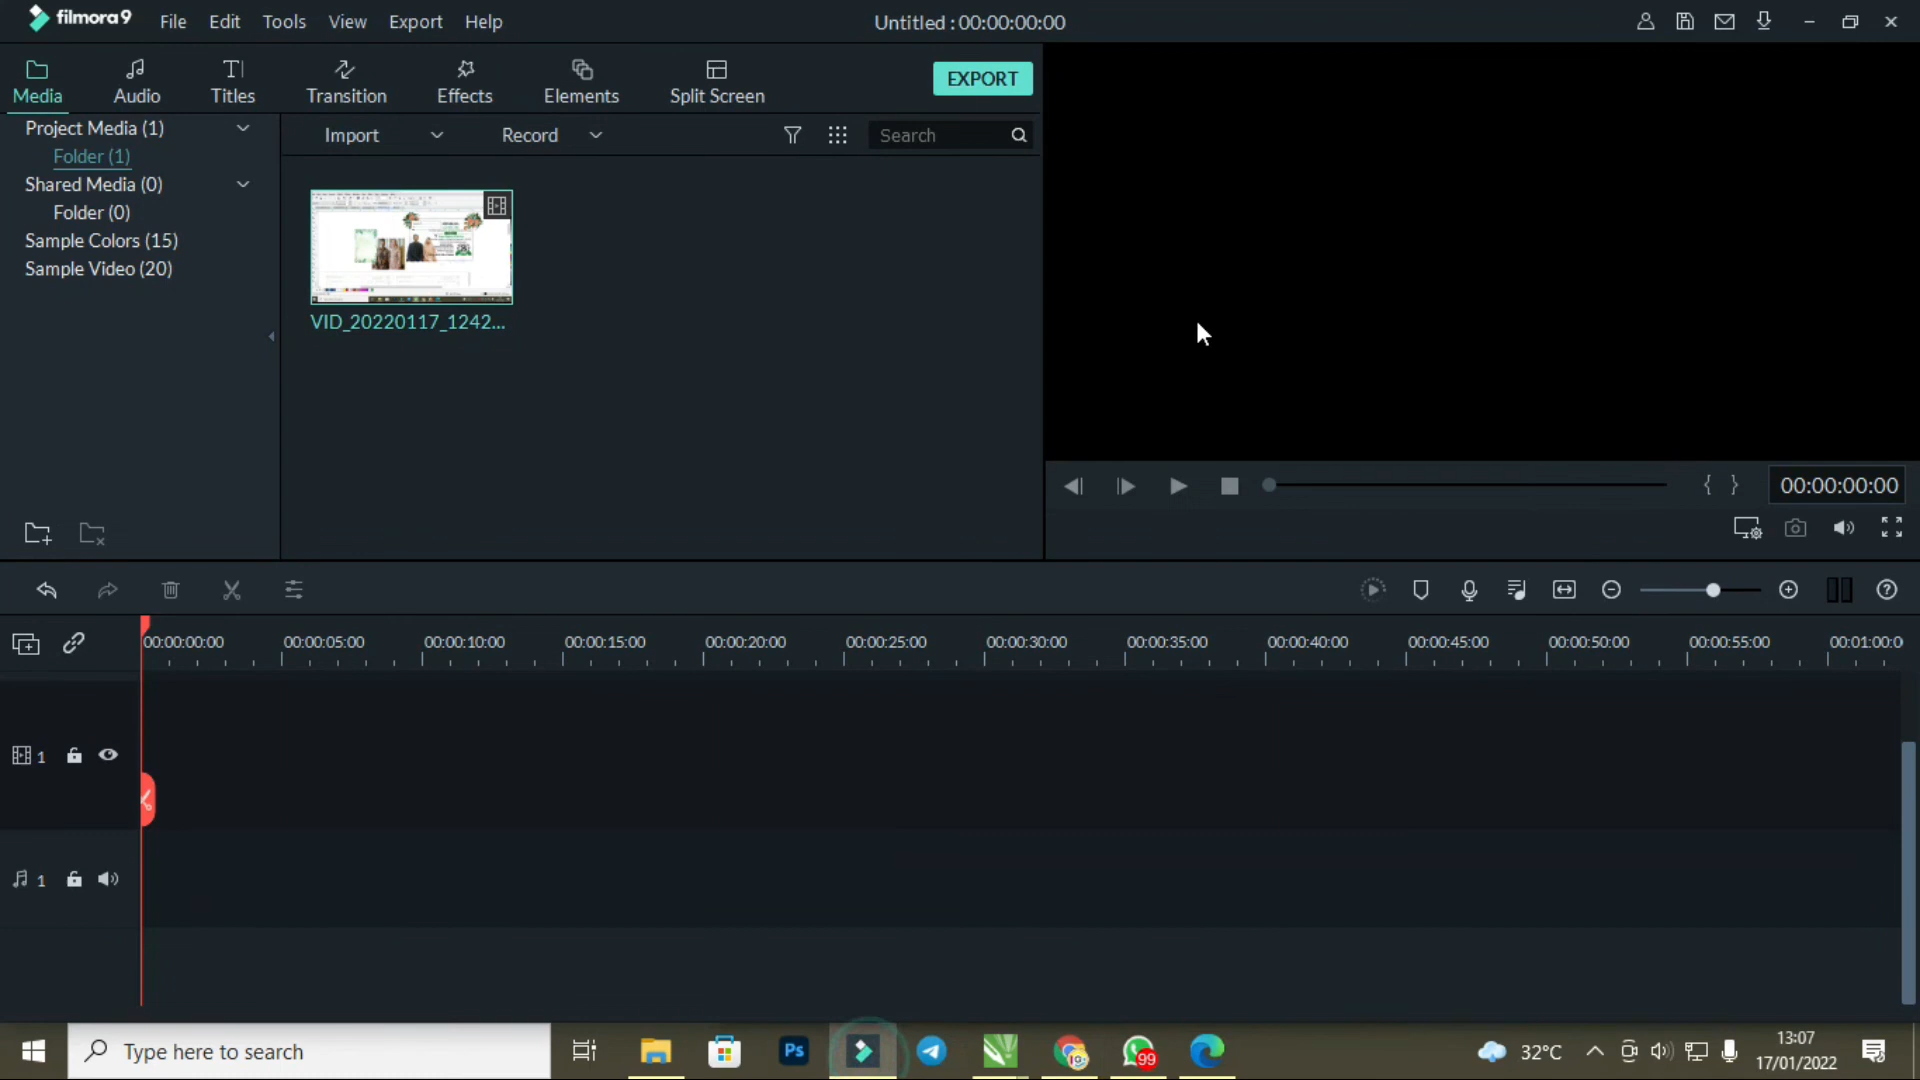 filmora9 File Edit Tools View Export Help
Untitled : 00:00:00:00
Media Audio Titles Transition Effects Elements Split Screen
EXPORT
Project Media (1)
Folder (1)
Shared Media (0)
Folder (0)
Sample Colors (15)
Sample Video (20)
Import Record Search
VID_20220117_1242...
{ } 00:00:00:00
00:00:00:00 00:00:05:00 00:00:10:00 00:00:15:00 00:00:20:00 00:00:25:00 00:00:30:00 00:00:35:00 00:00:40:00 00:00:45:00 00:00:50:00 00:00:55:00 00:01:00:0
1
1
Type here to search
Ps
99
32°C
13:07
17/01/2022